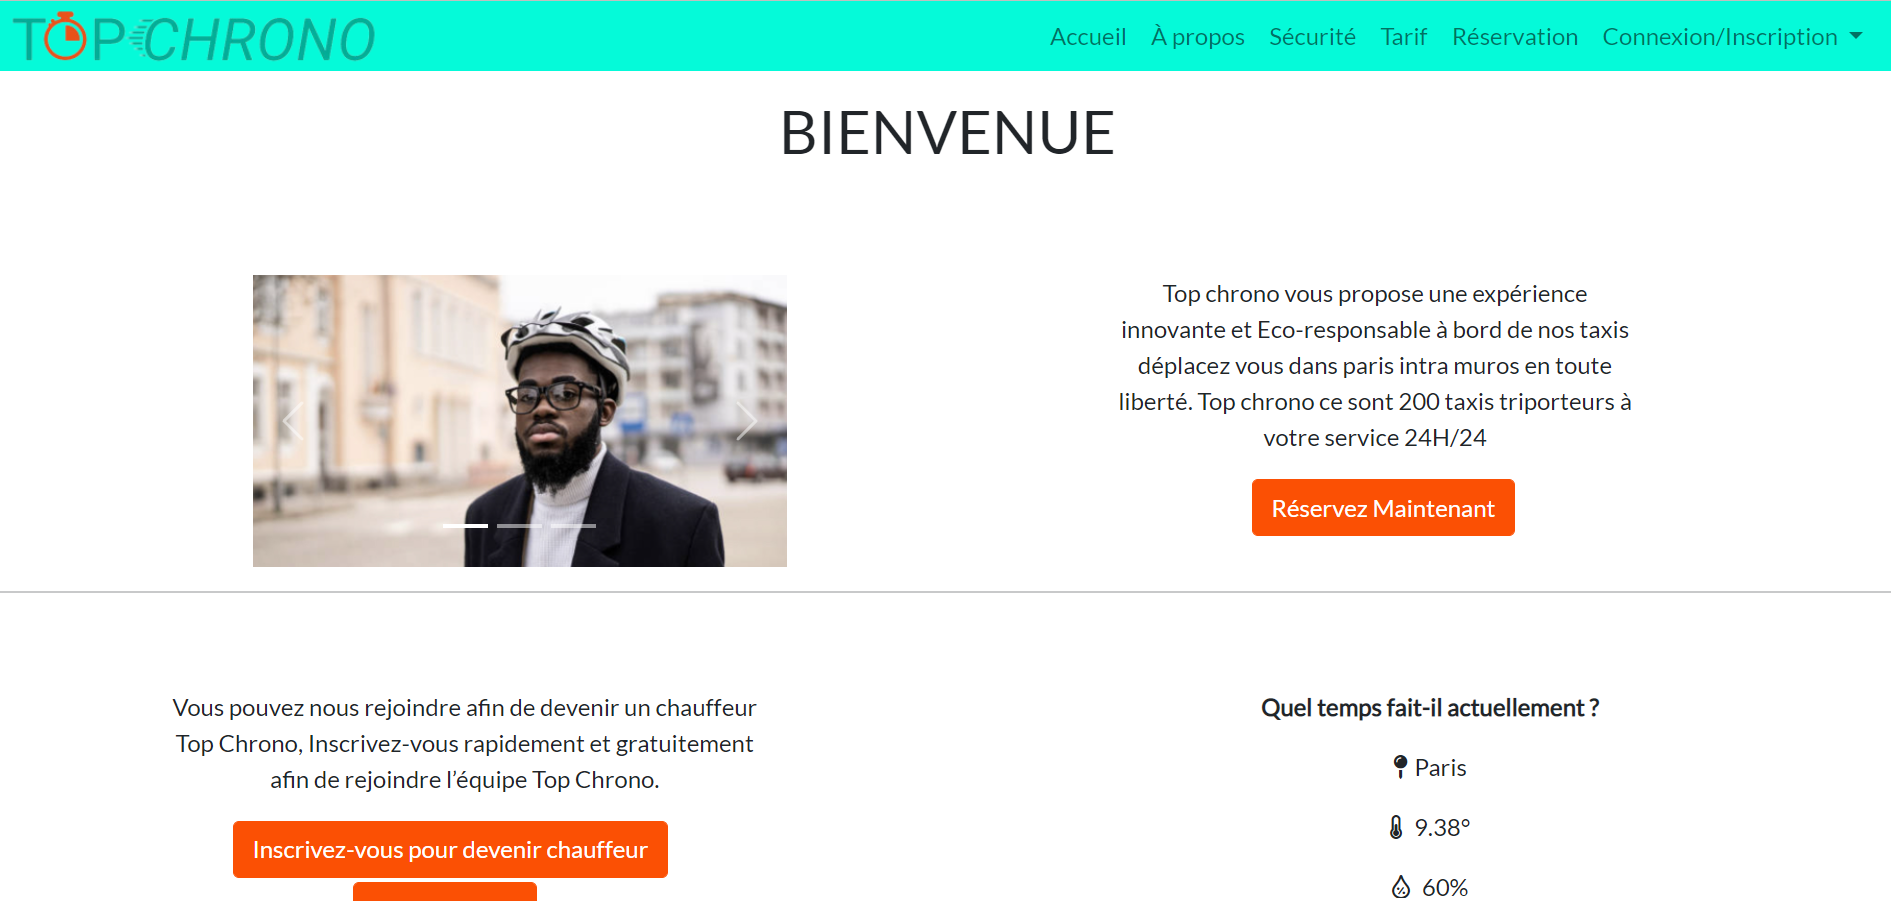 TOP CHRONO
Accueil À propos Sécurité Tarif Réservation Connexion/Inscription
BIENVENUE
Top chrono vous propose une expérience
innovante et Eco-responsable à bord de nos taxis
déplacez vous dans paris intra muros en toute
liberté. Top chrono ce sont 200 taxis triporteurs à
votre service 24H/24
Réservez Maintenant
Vous pouvez nous rejoindre afin de devenir un chauffeur
Top Chrono, Inscrivez-vous rapidement et gratuitement
afin de rejoindre l’équipe Top Chrono.
Inscrivez-vous pour devenir chauffeur
Quel temps fait-il actuellement ?
Paris
9.38°
60%